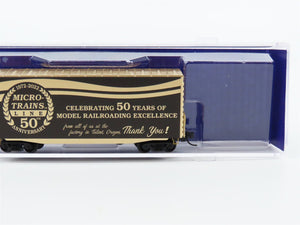 1972-2022
MICRO-
TRAINS
LINE
50TH
ANNIVERSARY
CELEBRATING 50 YEARS OF
MODEL RAILROADING EXCELLENCE
from all of us at the
factory in Talent, Oregon, Thank You!